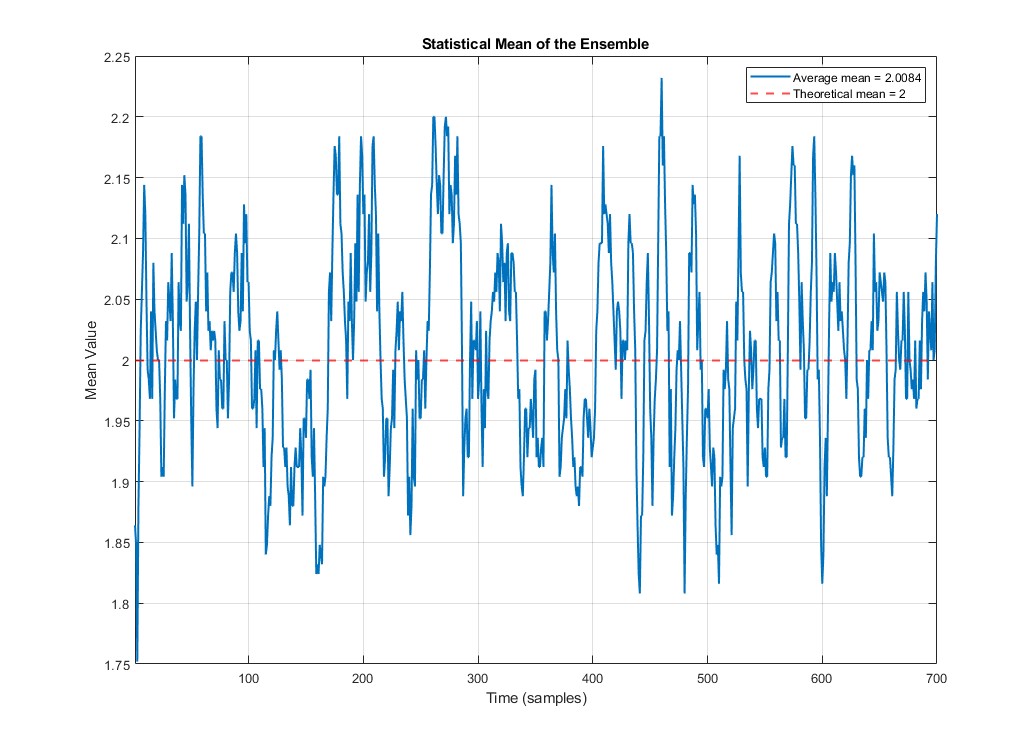 Statistical Mean of the Ensemble
Average mean = 2.0084
Theoretical mean = 2
2.25
2.2
2.15
2.1
2.05
2
1.95
1.9
1.85
1.8
1.75
Mean Value
100 200 300 400 500 600 700
Time (samples)